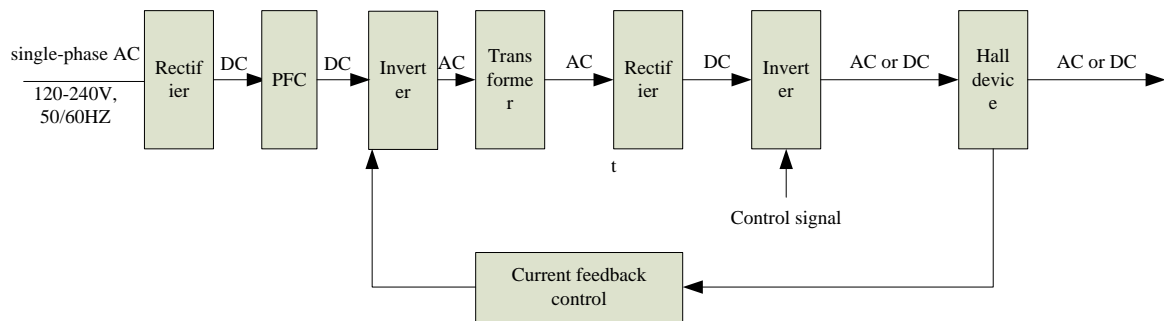 single-phase AC
120-240V,
50/60HZ
Rectif
ier
DC
PFC
DC
Invert
er
AC
Trans
forme
r
AC
Rectif
ier
DC
Invert
er
AC or DC
Hall
devic
e
AC or DC
t
Control signal
Current feedback
control